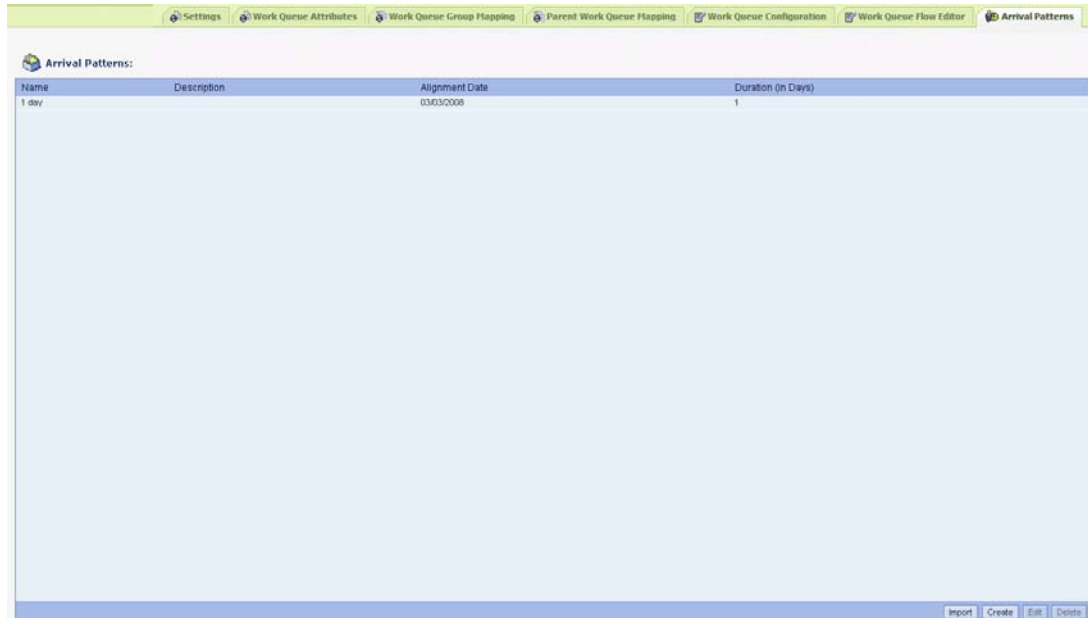 Settings Work Queue Attributes Work Queue Group Mapping Parent Work Queue Mapping Work Queue Configuration Work Queue Flow Editor Arrival Patterns
Arrival Patterns:
Name Description Alignment Date Duration (in Days)
1 day 03/03/2008 1
Import Create Edit Delete